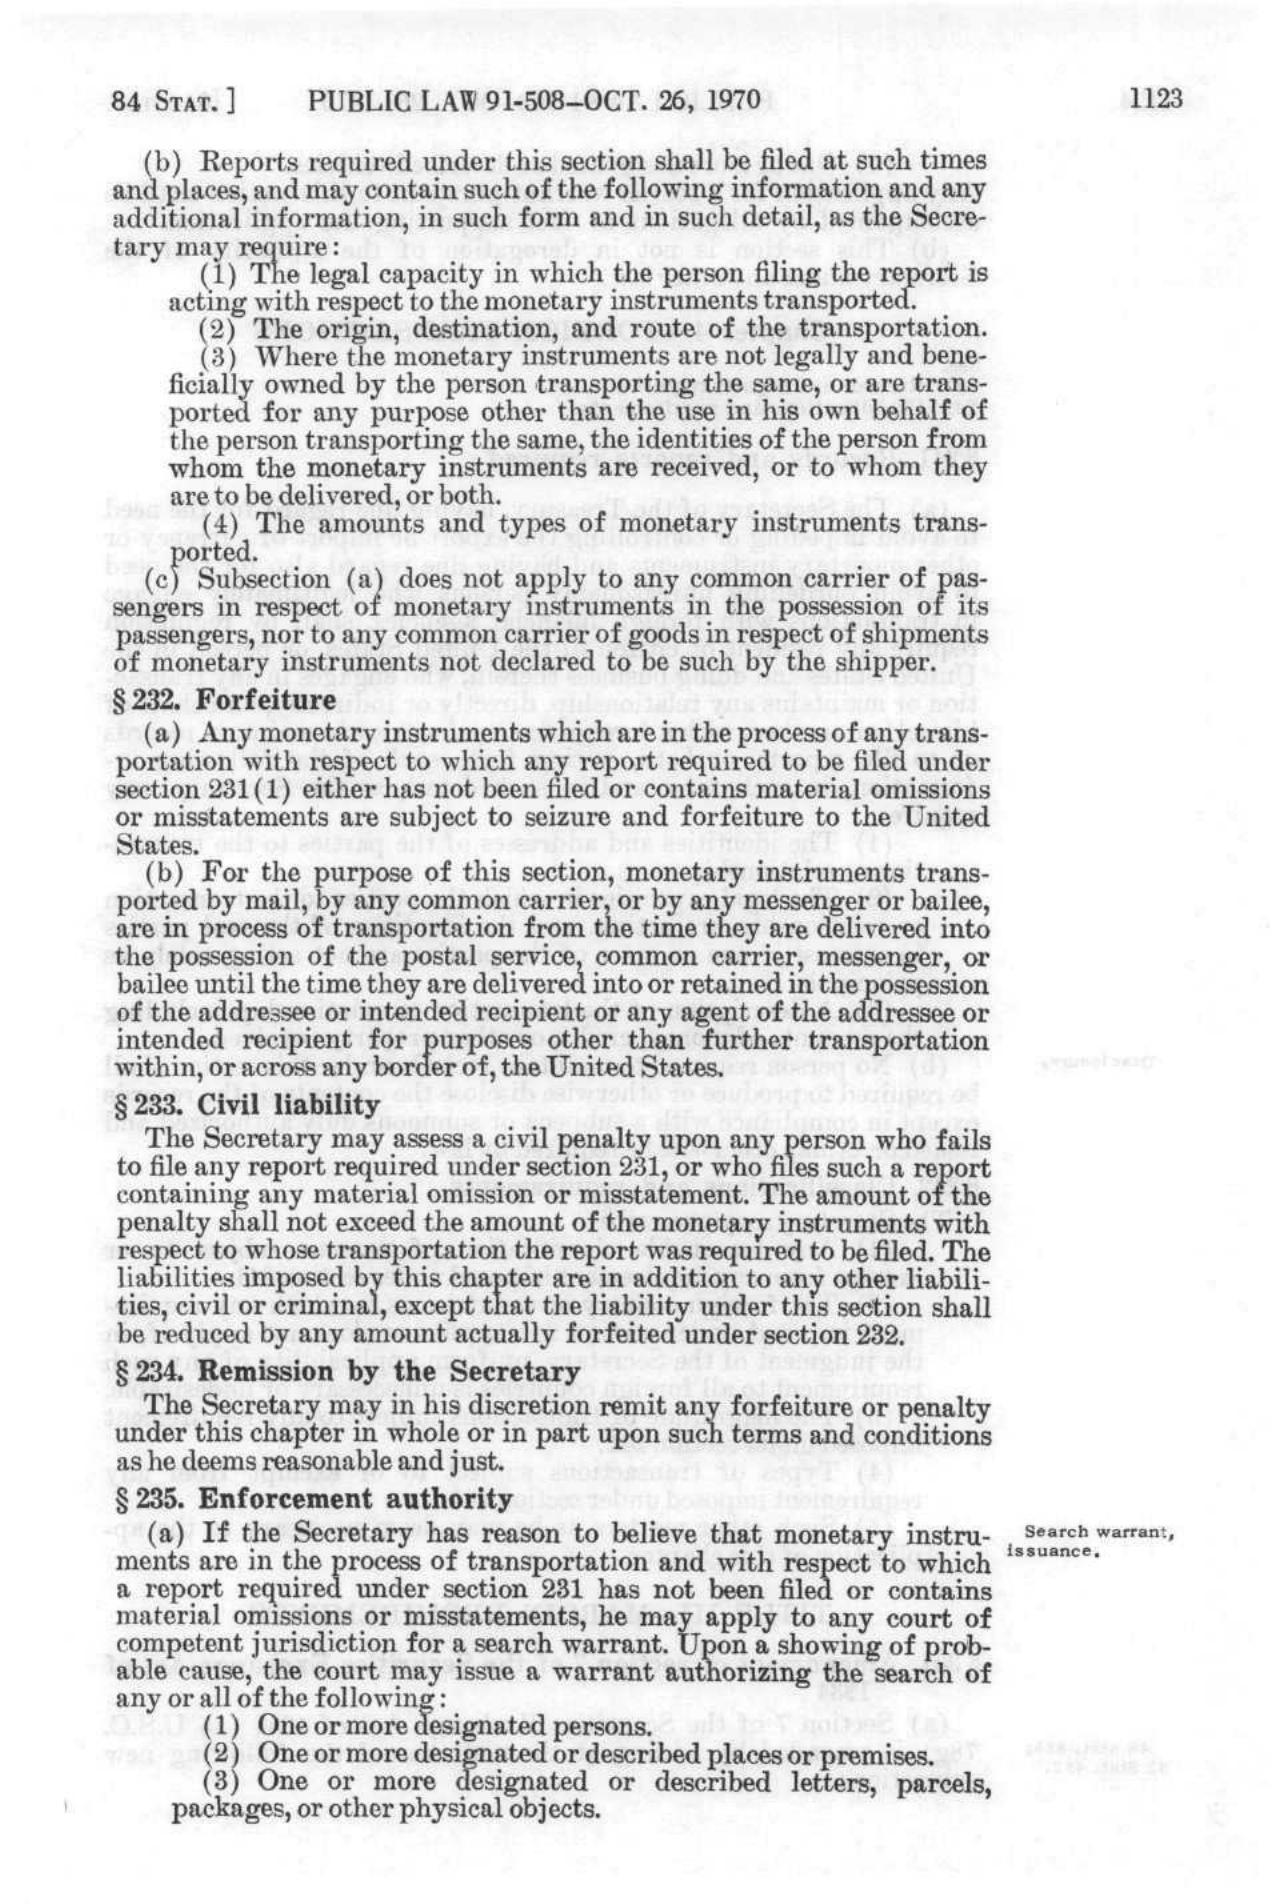 84 STAT. ] PUBLIC LAW 91-508-OCT. 26, 1970 1123
(b) Reports required under this section shall be filed at such times
and places, and may contain such of the following information and any
additional information, in such form and in such detail, as the Secre-
tary may require:
(1) The legal capacity in which the person filing the report is
acting with respect to the monetary instruments transported.
(2) The origin, destination, and route of the transportation.
(3) Where the monetary instruments are not legally and bene-
ficially owned by the person transporting the same, or are trans-
ported for any purpose other than the use in his own behalf of
the person transporting the same, the identities of the person from
whom the monetary instruments are received, or to whom they
are to be delivered, or both.
(4) The amounts and types of monetary instruments trans-
ported.
(c) Subsection (a) does not apply to any common carrier of pas-
sengers in respect of monetary instruments in the possession of its
passengers, nor to any common carrier of goods in respect of shipments
of monetary instruments not declared to be such by the shipper.
§ 232. Forfeiture
(a) Any monetary instruments which are in the process of any trans-
portation with respect to which any report required to be filed under
section 231(1) either has not been filed or contains material omissions
or misstatements are subject to seizure and forfeiture to the United
States.
(b) For the purpose of this section, monetary instruments trans-
ported by mail, by any common carrier, or by any messenger or bailee,
are in process of transportation from the time they are delivered into
the possession of the postal service, common carrier, messenger, or
bailee until the time they are delivered into or retained in the possession
of the addressee or intended recipient or any agent of the addressee or
intended recipient for purposes other than further transportation
within, or across any border of, the United States.
§ 233. Civil liability
The Secretary may assess a civil penalty upon any person who fails
to file any report required under section 231, or who files such a report
containing any material omission or misstatement. The amount of the
penalty shall not exceed the amount of the monetary instruments with
respect to whose transportation the report was required to be filed. The
liabilities imposed by this chapter are in addition to any other liabili-
ties, civil or criminal, except that the liability under this section shall
be reduced by any amount actually forfeited under section 232.
§ 234. Remission by the Secretary
The Secretary may in his discretion remit any forfeiture or penalty
under this chapter in whole or in part upon such terms and conditions
as he deems reasonable and just.
§ 235. Enforcement authority
(a) If the Secretary has reason to believe that monetary instru-
ments are in the process of transportation and with respect to which
a report required under section 231 has not been filed or contains
material omissions or misstatements, he may apply to any court of
competent jurisdiction for a search warrant. Upon a showing of prob-
able cause, the court may issue a warrant authorizing the search of
any or all of the following:
(1) One or more designated persons.
(2) One or more designated or described places or premises.
(3) One or more designated or described letters, parcels,
packages, or other physical objects.
Search warrant,
issuance.